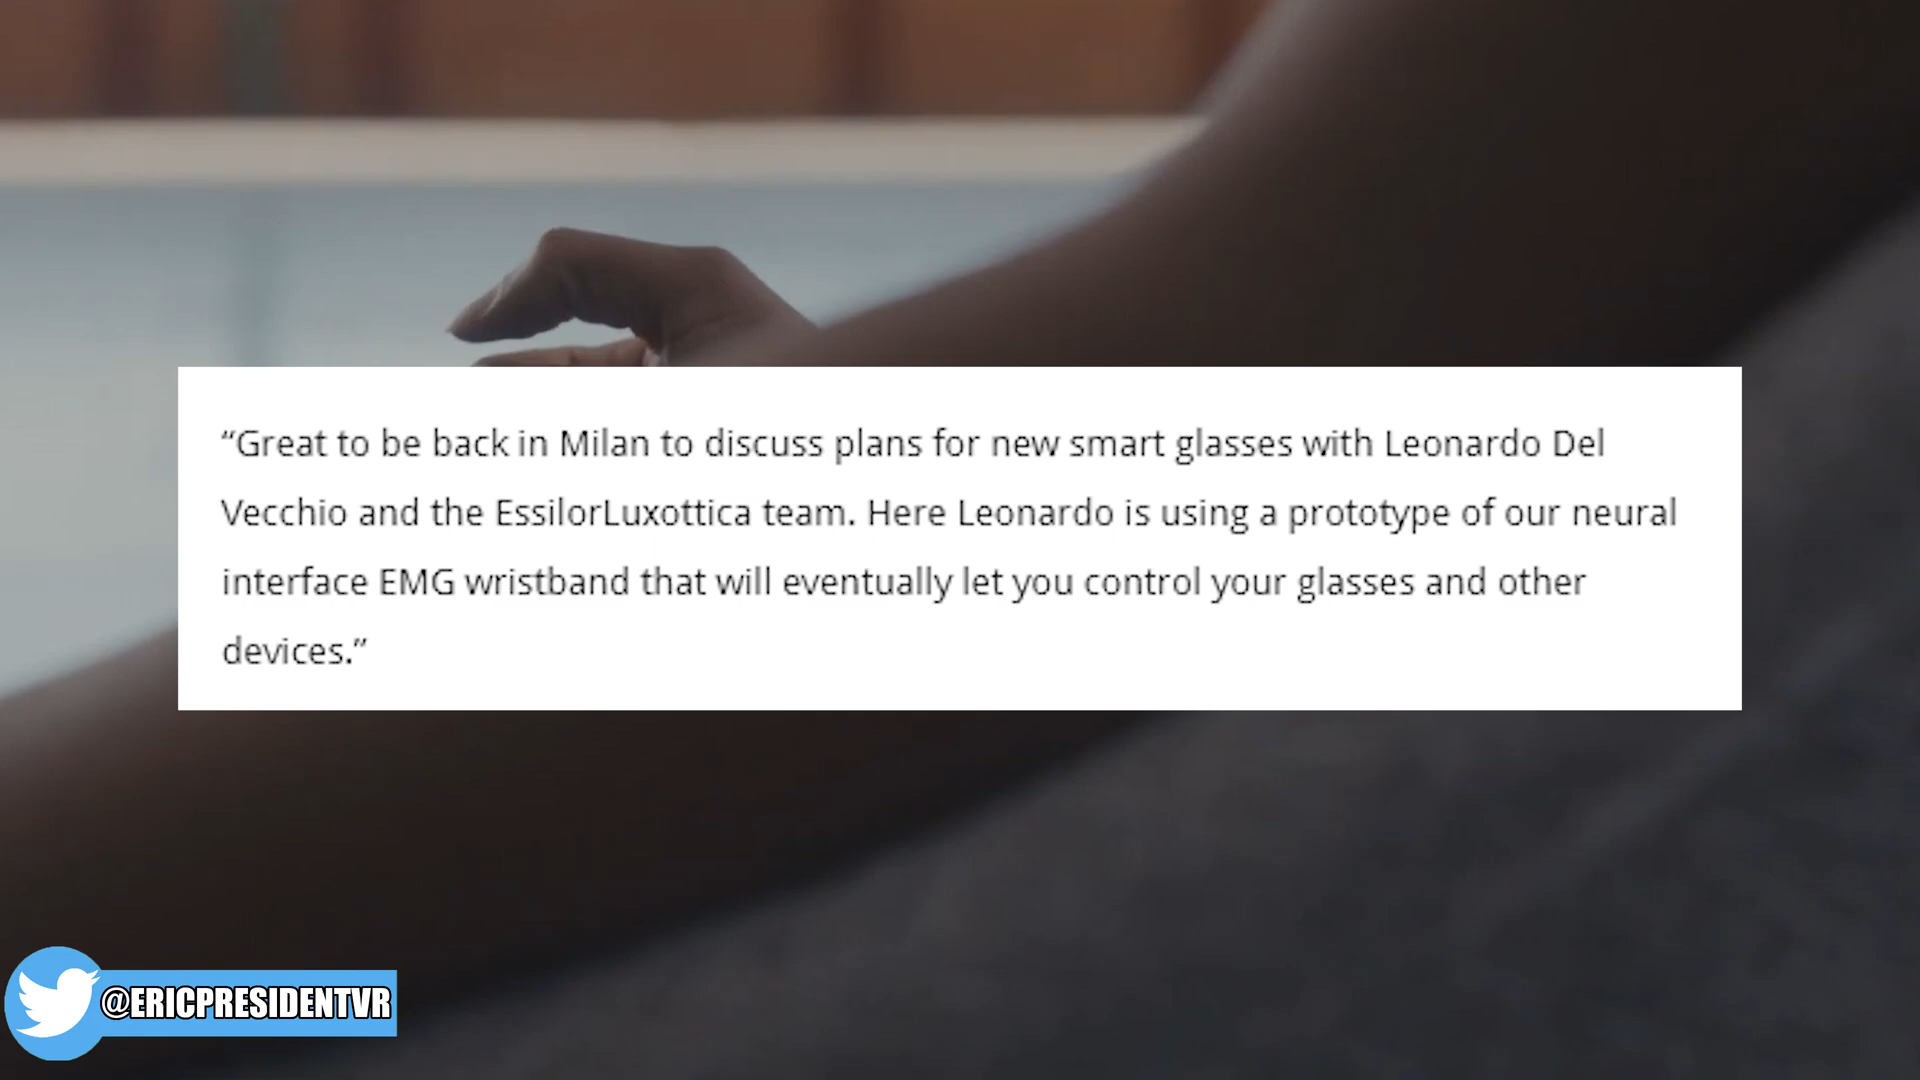 “Great to be back in Milan to discuss plans for new smart glasses with Leonardo Del
Vecchio and the EssilorLuxottica team. Here Leonardo is using a prototype of our neural
interface EMG wristband that will eventually let you control your glasses and other
devices.”
@ERICPRESIDENTVR